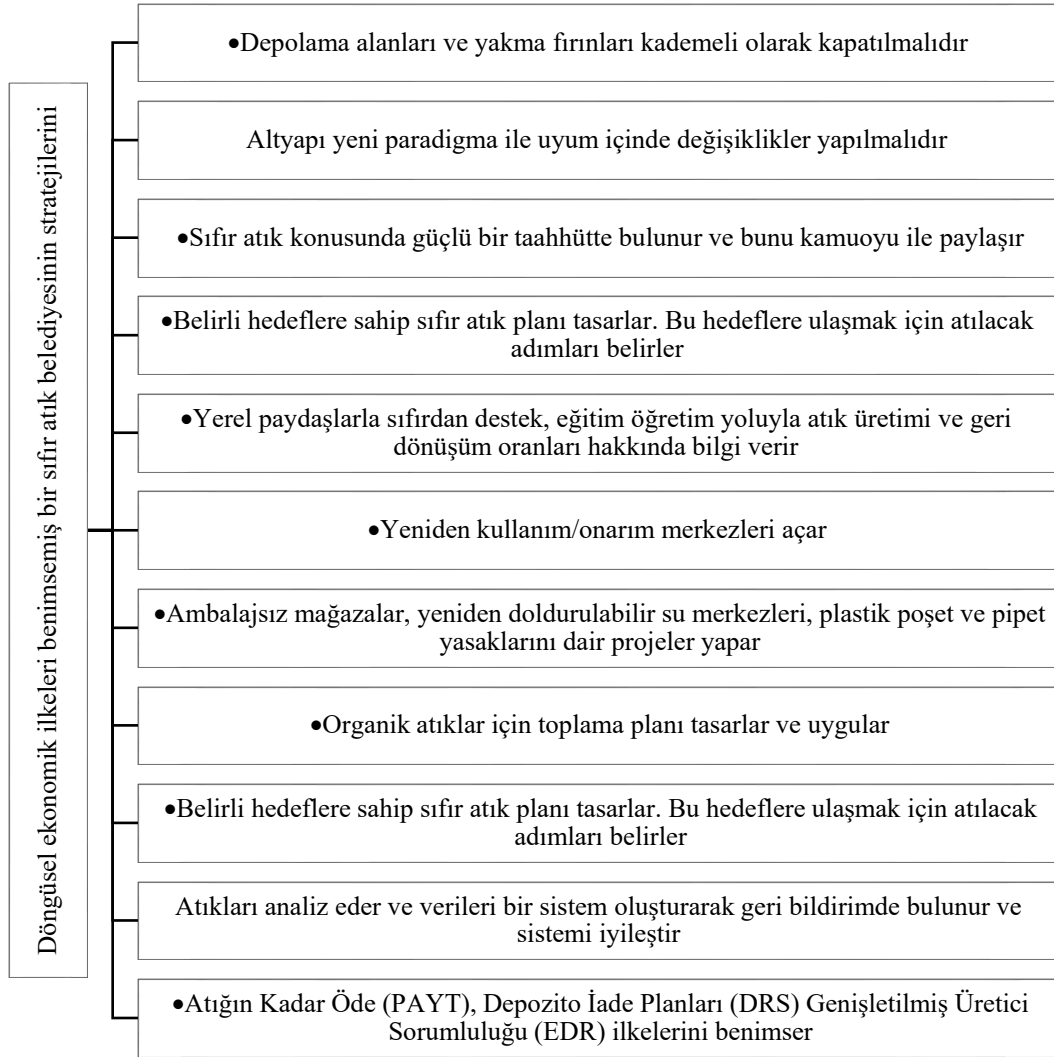 Döngüsel ekonomik ilkeleri benimsemiş bir sıfır atık belediyesinin stratejilerini
•Depolama alanları ve yakma fırınları kademeli olarak kapatılmalıdır
Altyapı yeni paradigma ile uyum içinde değişiklikler yapılmalıdır
•Sıfır atık konusunda güçlü bir taahhütte bulunur ve bunu kamuoyu ile paylaşır
•Belirli hedeflere sahip sıfır atık planı tasarlar. Bu hedeflere ulaşmak için atılacak
adımları belirler
•Yerel paydaşlarla sıfırdan destek, eğitim öğretim yoluyla atık üretimi ve geri
dönüşüm oranları hakkında bilgi verir
•Yeniden kullanım/onarım merkezleri açar
•Ambalajsız mağazalar, yeniden doldurulabilir su merkezleri, plastik poşet ve pipet
yasaklarını dair projeler yapar
•Organik atıklar için toplama planı tasarlar ve uygular
•Belirli hedeflere sahip sıfır atık planı tasarlar. Bu hedeflere ulaşmak için atılacak
adımları belirler
Atıkları analiz eder ve verileri bir sistem oluşturarak geri bildirimde bulunur ve
sistemi iyileştir
•Atığın Kadar Öde (PAYT), Depozito İade Planları (DRS) Genişletilmiş Üretici
Sorumluluğu (EDR) ilkelerini benimser